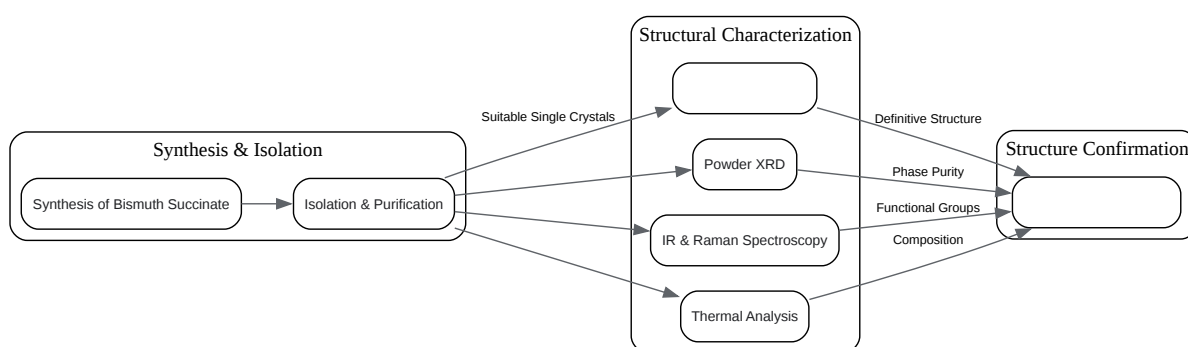 Structural Characterization
Suitable Single Crystals
Definitive Structure
Synthesis & Isolation
Structure Confirmation
Synthesis of Bismuth Succinate
Isolation & Purification
Powder XRD
Phase Purity
IR & Raman Spectroscopy
Functional Groups
Composition
Thermal Analysis